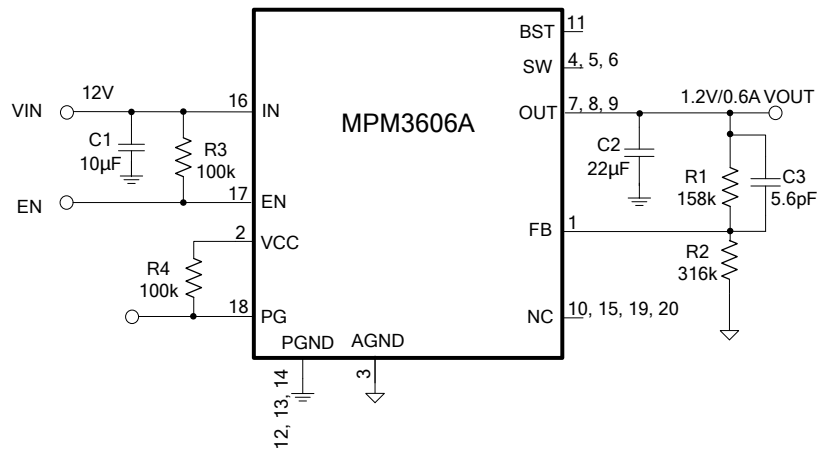 BST
11
SW
4, 5, 6
12V
VIN
16
IN
MPM3606A
OUT
7, 8, 9
1.2V/0.6A VOUT
C1
10µF
R3
100k
C2
22µF
R1
158k
C3
5.6pF
EN
17
EN
2
VCC
FB
1
R4
100k
R2
316k
18
PG
NC
10, 15, 19, 20
PGND
AGND
12, 13, 14
3